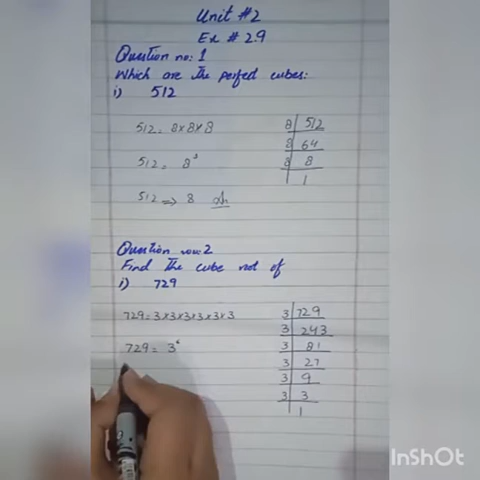 Unit #2
Ex # 2.9
Question no: 1
Which are the perfect cubes:
i) 512
512 = 8×8×8
8 | 512
8 | 64
8 | 8
1
512 = 8³
512 => 8 Ans
Question no: 2
Find the cube root of
i) 729
729 = 3×3×3×3×3×3
3 | 729
3 | 243
3 | 81
3 | 27
3 | 9
3 | 3
1
729 = 3⁶
InShOt